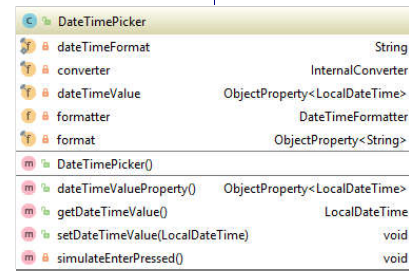 C DateTimePicker
f dateTimeFormat String
f converter InternalConverter
f dateTimeValue ObjectProperty<LocalDateTime>
f formatter DateTimeFormatter
f format ObjectProperty<String>
m DateTimePicker()
m dateTimeValueProperty() ObjectProperty<LocalDateTime>
m getDateTimeValue() LocalDateTime
m setDateTimeValue(LocalDateTime) void
m simulateEnterPressed() void